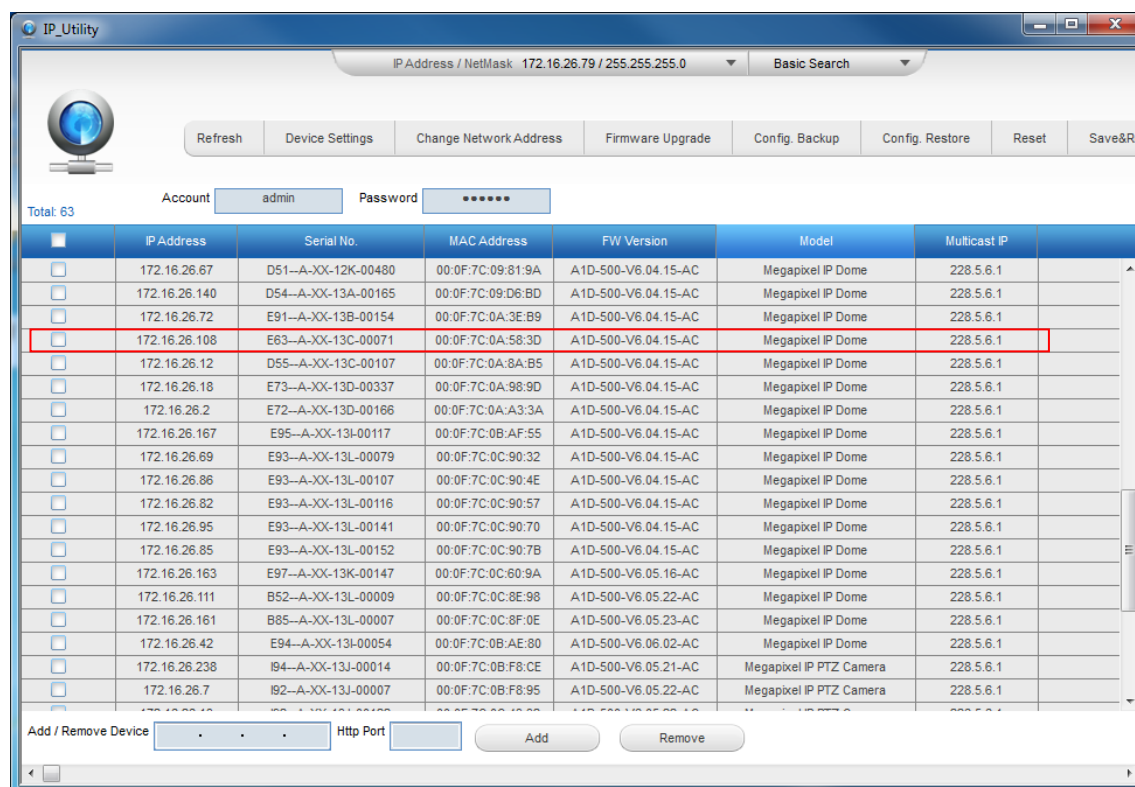 IP_Utility
IP Address / NetMask 172.16.26.79 / 255.255.255.0 Basic Search
Refresh Device Settings Change Network Address Firmware Upgrade Config. Backup Config. Restore Reset Save&R
Account admin Password ••••••
Total: 63
IP Address Serial No. MAC Address FW Version Model Multicast IP
172.16.26.67 D51--A-XX-12K-00480 00:0F:7C:09:81:9A A1D-500-V6.04.15-AC Megapixel IP Dome 228.5.6.1
172.16.26.140 D54--A-XX-13A-00165 00:0F:7C:09:D6:BD A1D-500-V6.04.15-AC Megapixel IP Dome 228.5.6.1
172.16.26.72 E91--A-XX-13B-00154 00:0F:7C:0A:3E:B9 A1D-500-V6.04.15-AC Megapixel IP Dome 228.5.6.1
172.16.26.108 E63--A-XX-13C-00071 00:0F:7C:0A:58:3D A1D-500-V6.04.15-AC Megapixel IP Dome 228.5.6.1
172.16.26.12 D55--A-XX-13C-00107 00:0F:7C:0A:8A:B5 A1D-500-V6.04.15-AC Megapixel IP Dome 228.5.6.1
172.16.26.18 E73--A-XX-13D-00337 00:0F:7C:0A:98:9D A1D-500-V6.04.15-AC Megapixel IP Dome 228.5.6.1
172.16.26.2 E72--A-XX-13D-00166 00:0F:7C:0A:A3:3A A1D-500-V6.04.15-AC Megapixel IP Dome 228.5.6.1
172.16.26.167 E95--A-XX-13I-00117 00:0F:7C:0B:AF:55 A1D-500-V6.04.15-AC Megapixel IP Dome 228.5.6.1
172.16.26.69 E93--A-XX-13L-00079 00:0F:7C:0C:90:32 A1D-500-V6.04.15-AC Megapixel IP Dome 228.5.6.1
172.16.26.86 E93--A-XX-13L-00107 00:0F:7C:0C:90:4E A1D-500-V6.04.15-AC Megapixel IP Dome 228.5.6.1
172.16.26.82 E93--A-XX-13L-00116 00:0F:7C:0C:90:57 A1D-500-V6.04.15-AC Megapixel IP Dome 228.5.6.1
172.16.26.95 E93--A-XX-13L-00141 00:0F:7C:0C:90:70 A1D-500-V6.04.15-AC Megapixel IP Dome 228.5.6.1
172.16.26.85 E93--A-XX-13L-00152 00:0F:7C:0C:90:7B A1D-500-V6.04.15-AC Megapixel IP Dome 228.5.6.1
172.16.26.163 E97--A-XX-13K-00147 00:0F:7C:0C:60:9A A1D-500-V6.05.16-AC Megapixel IP Dome 228.5.6.1
172.16.26.111 B52--A-XX-13L-00009 00:0F:7C:0C:8E:98 A1D-500-V6.05.22-AC Megapixel IP Dome 228.5.6.1
172.16.26.161 B85--A-XX-13L-00007 00:0F:7C:0C:8F:0E A1D-500-V6.05.23-AC Megapixel IP Dome 228.5.6.1
172.16.26.42 E94--A-XX-13I-00054 00:0F:7C:0B:AE:80 A1D-500-V6.06.02-AC Megapixel IP Dome 228.5.6.1
172.16.26.238 I94--A-XX-13J-00014 00:0F:7C:0B:F8:CE A1D-500-V6.05.21-AC Megapixel IP PTZ Camera 228.5.6.1
172.16.26.7 I92--A-XX-13J-00007 00:0F:7C:0B:F8:95 A1D-500-V6.05.22-AC Megapixel IP PTZ Camera 228.5.6.1
Add / Remove Device . . . Http Port Add Remove